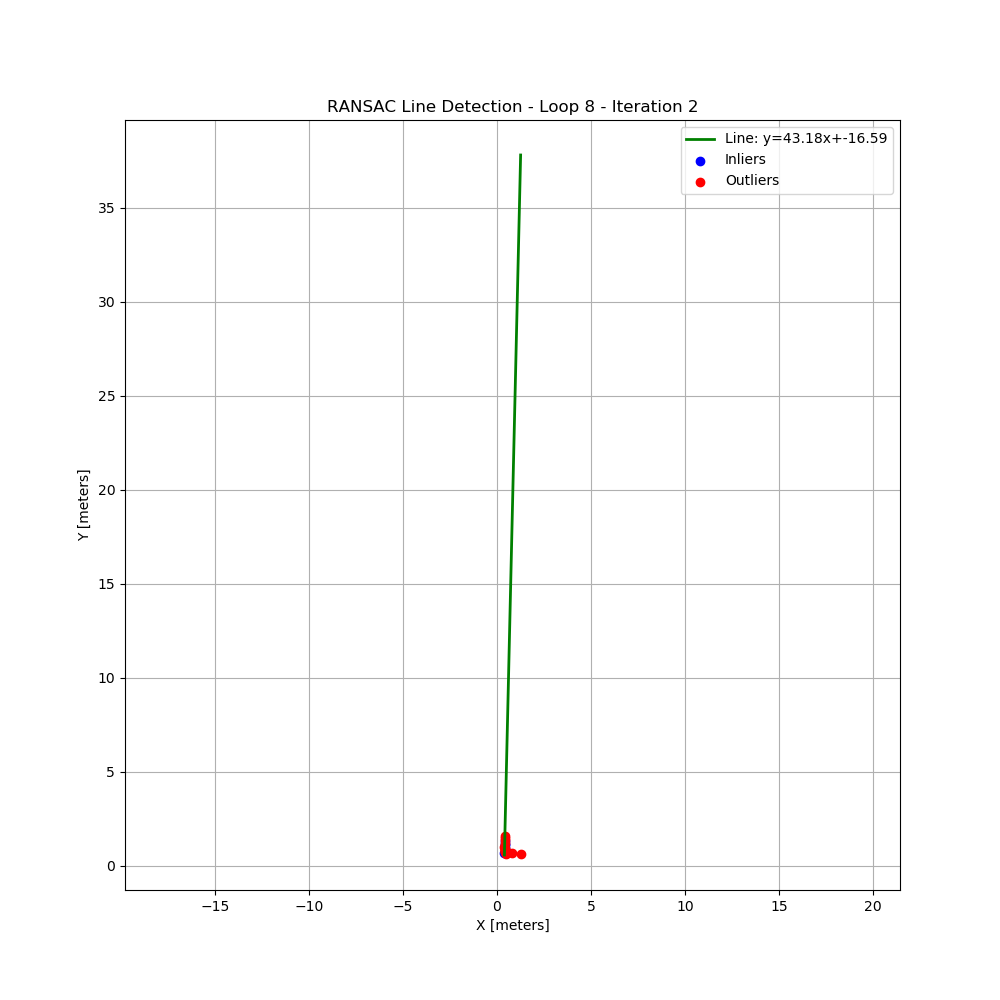 RANSAC Line Detection - Loop 8 - Iteration 2
Line: y=43.18x+-16.59
Inliers
Outliers
35
30
25
20
15
10
5
0
Y [meters]
−15 −10 −5 0 5 10 15 20
X [meters]